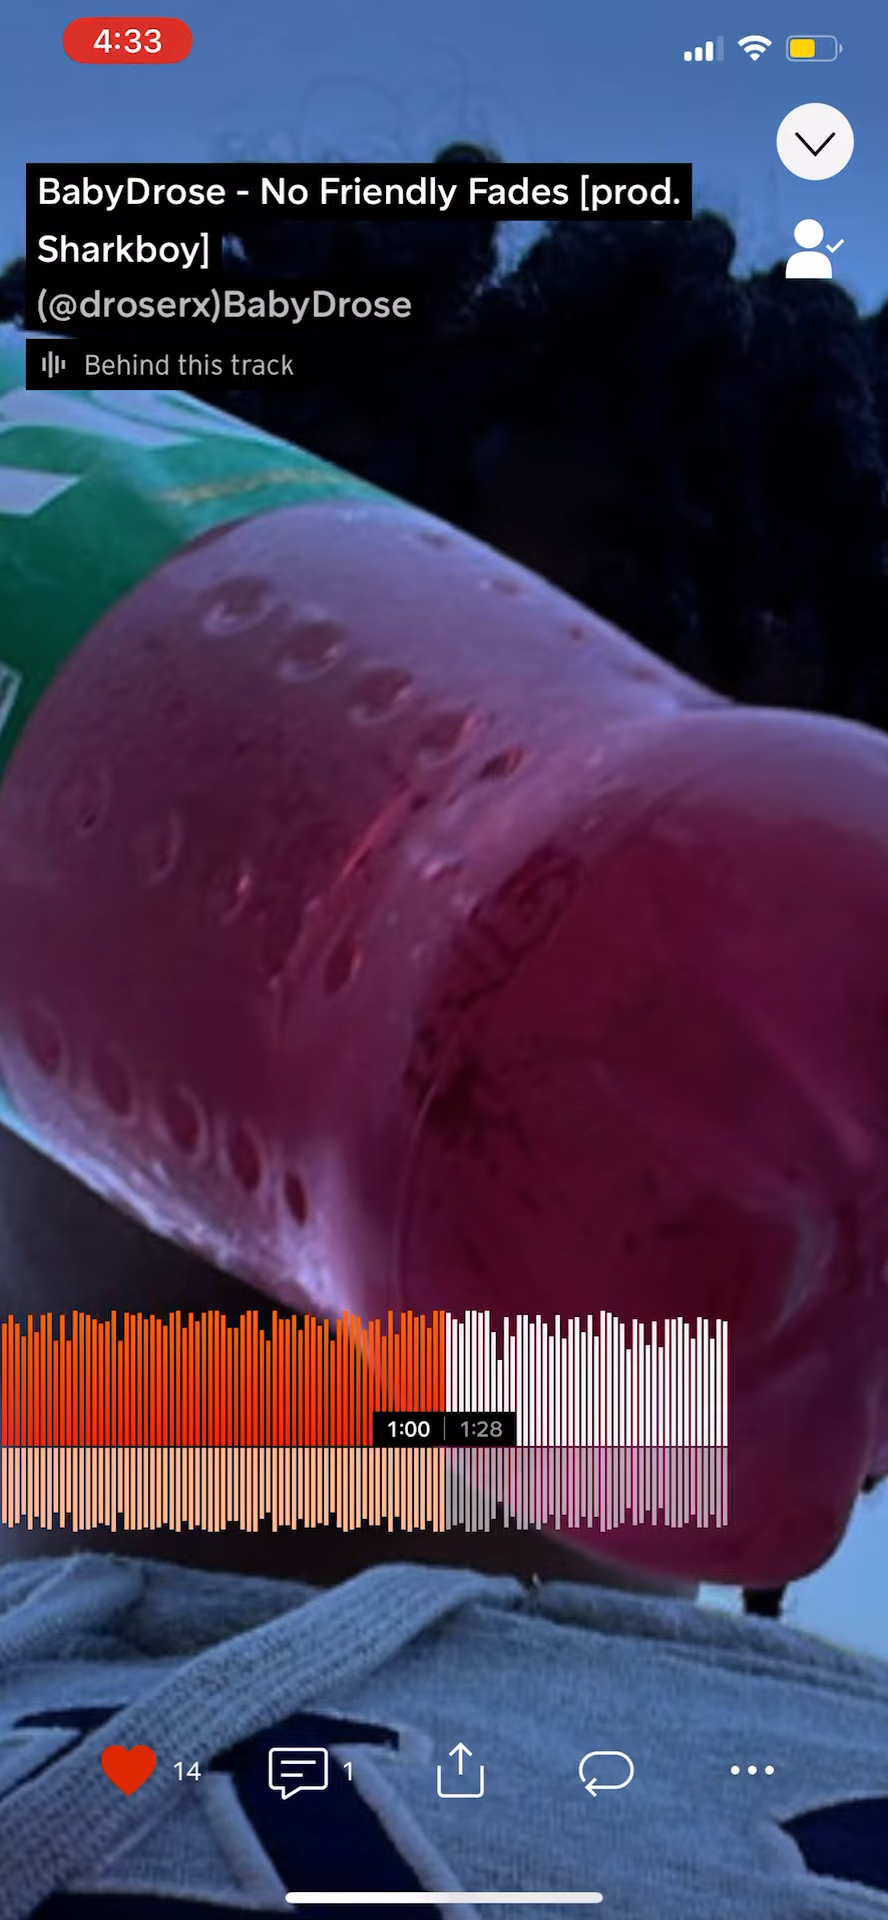 4:33
BabyDrose - No Friendly Fades [prod.
Sharkboy]
(@droserx)BabyDrose
Behind this track
1:00 | 1:28
14
1